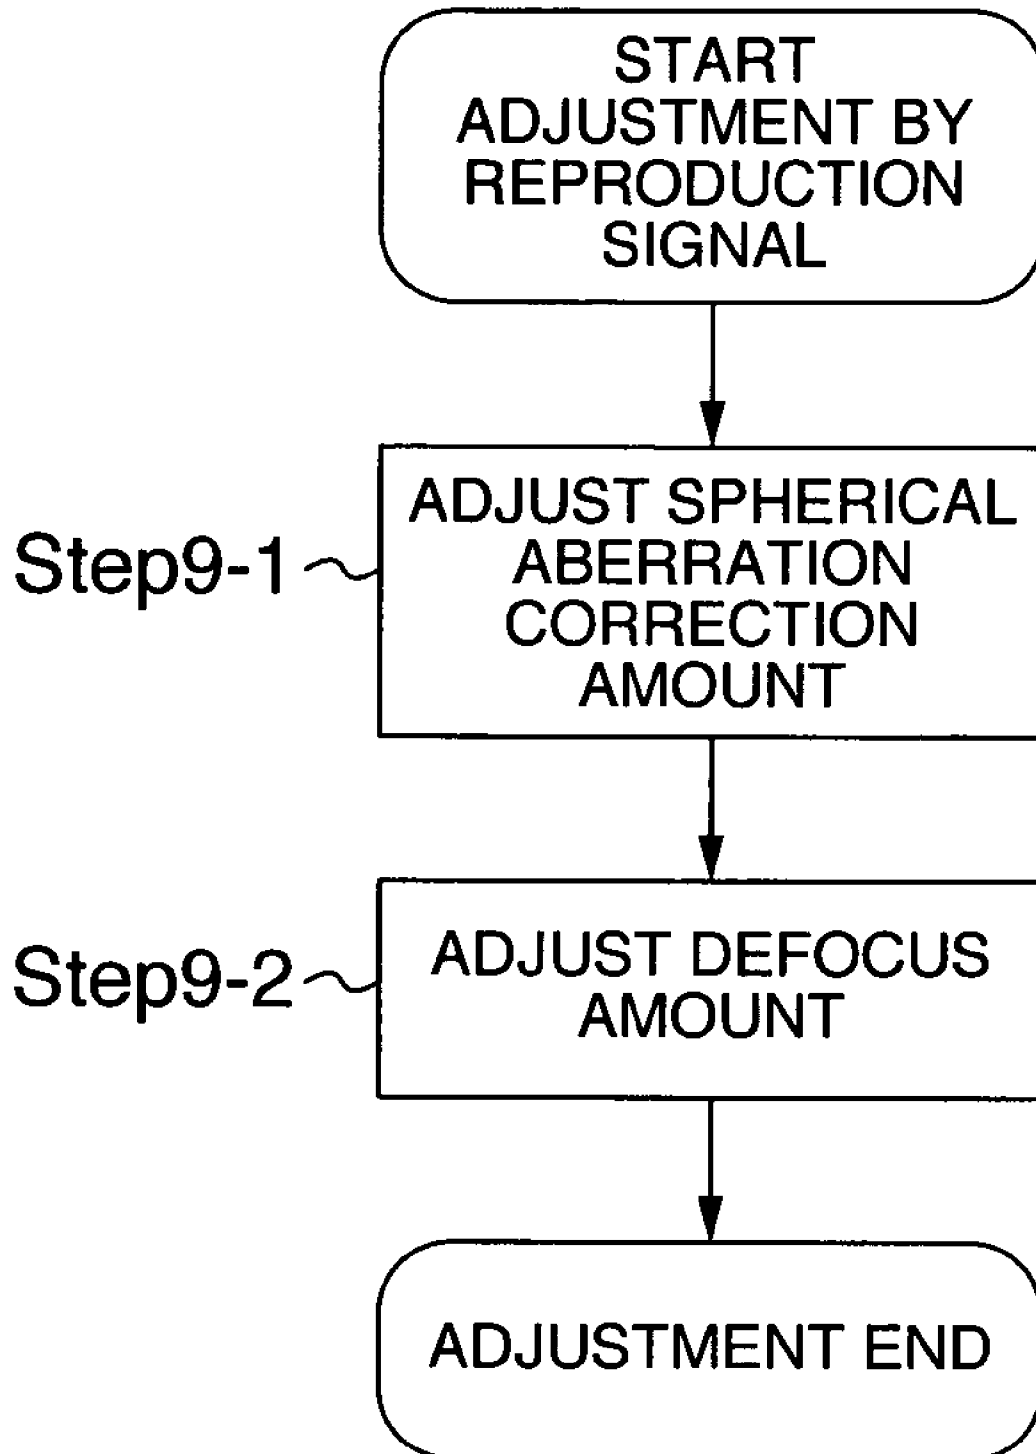 START
ADJUSTMENT BY
REPRODUCTION
SIGNAL
Step9-1
ADJUST SPHERICAL
ABERRATION
CORRECTION
AMOUNT
Step9-2
ADJUST DEFOCUS
AMOUNT
ADJUSTMENT END